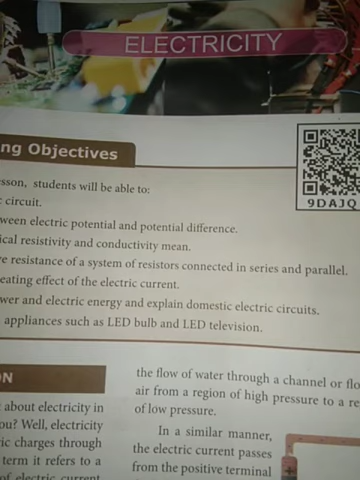 ELECTRICITY
ng Objectives
9DAJQ
sson, students will be able to:
circuit.
ween electric potential and potential difference.
ical resistivity and conductivity mean.
e resistance of a system of resistors connected in series and parallel.
eating effect of the electric current.
wer and electric energy and explain domestic electric circuits.
appliances such as LED bulb and LED television.
ON
about electricity in
ou? Well, electricity
ric charges through
term it refers to a
of electric current
the flow of water through a channel or flo
air from a region of high pressure to a re
of low pressure.
In a similar manner,
the electric current passes
from the positive terminal